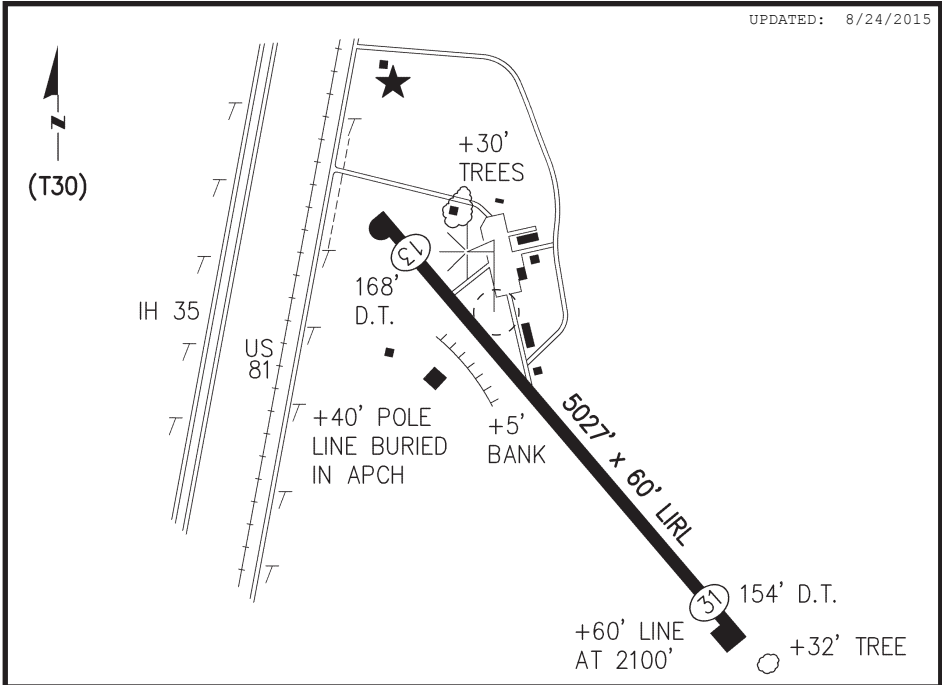 UPDATED: 8/24/2015
N
(T30)
+30'
TREES
13
168'
D.T.
IH 35
US
81
+40' POLE
LINE BURIED
IN APCH
+5'
BANK
5027' x 60' LIRL
31
154' D.T.
+60' LINE
AT 2100'
+32' TREE